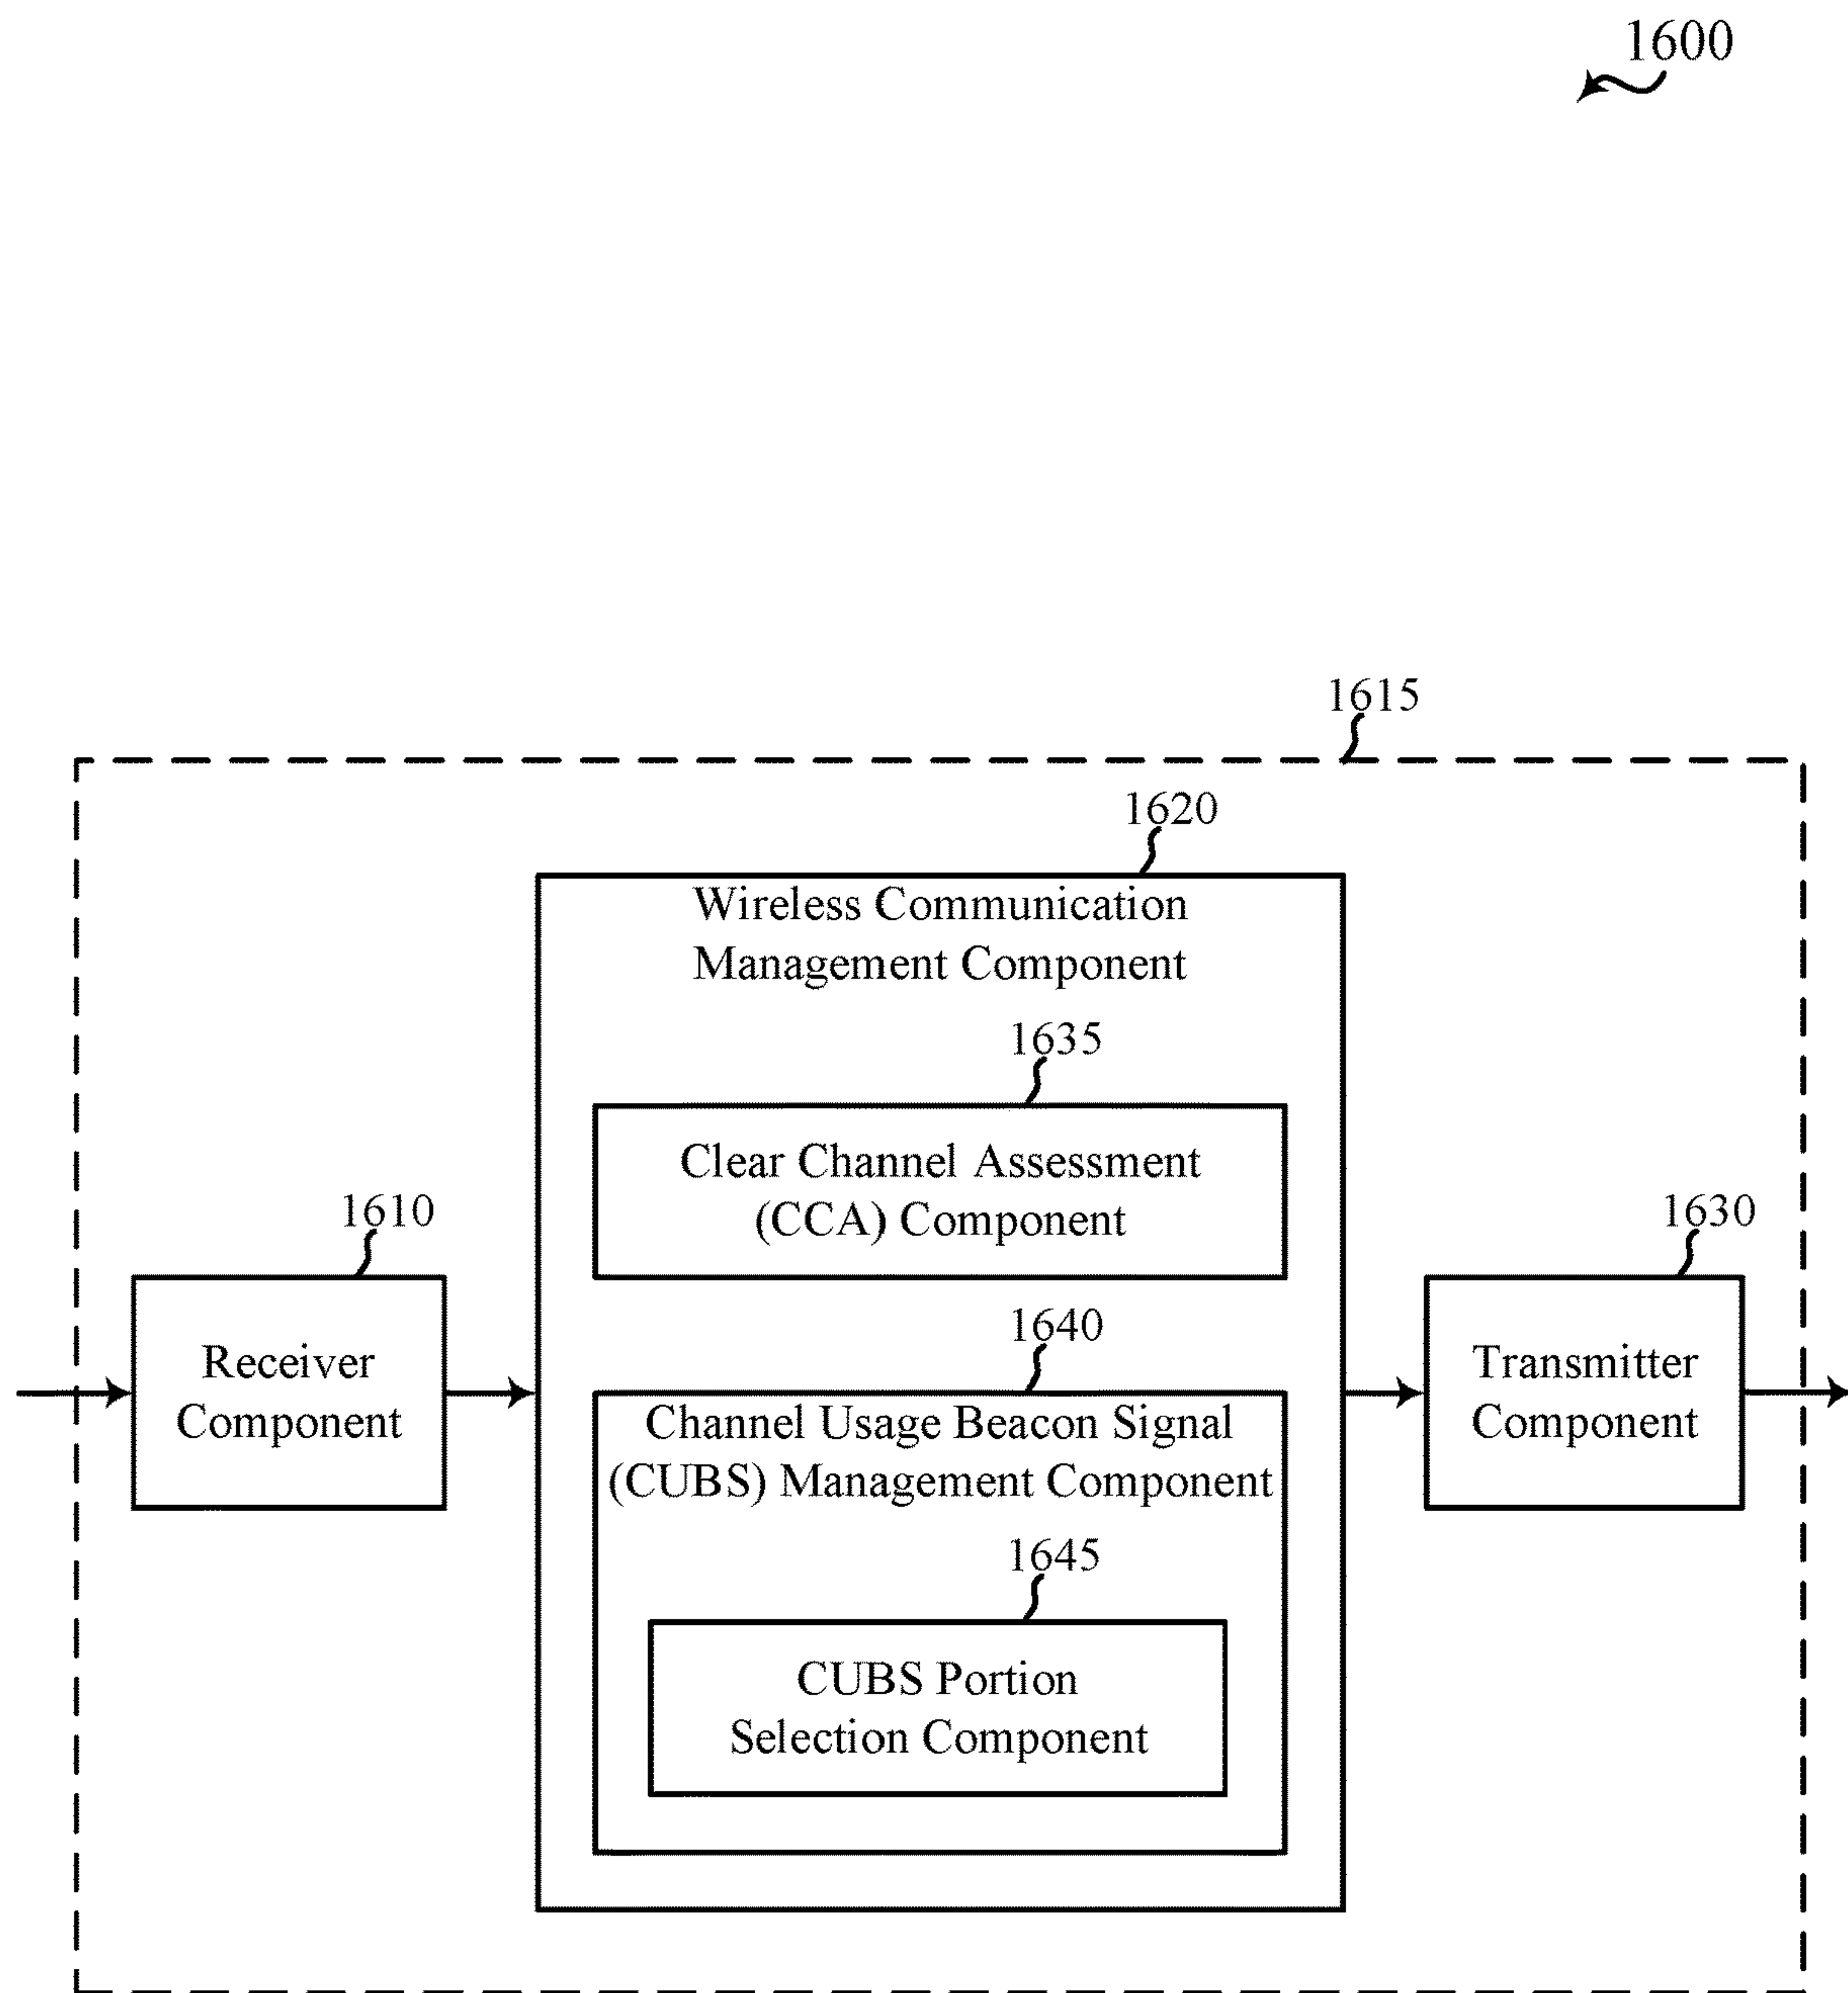 1600
1615
1620
Wireless Communication
Management Component
1635
Clear Channel Assessment
(CCA) Component
1610
Receiver
Component
1640
Channel Usage Beacon Signal
(CUBS) Management Component
1645
CUBS Portion
Selection Component
1630
Transmitter
Component